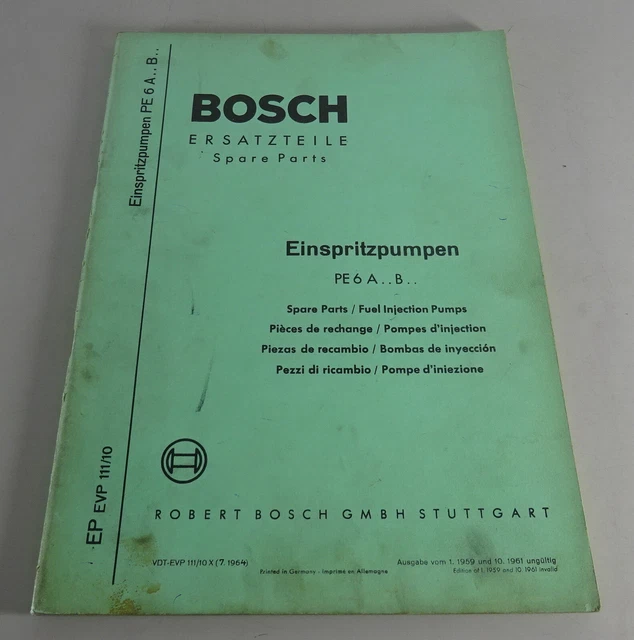 Einspritzpumpen PE 6 A . . B . .
EP EVP 111/10
BOSCH
ERSATZTEILE
Spare Parts
Einspritzpumpen
PE 6 A . . B . .
Spare Parts / Fuel Injection Pumps
Pièces de rechange / Pompes d'injection
Piezas de recambio / Bombas de inyección
Pezzi di ricambio / Pompe d'iniezione
ROBERT BOSCH GMBH STUTTGART
VDT-EVP 111/10 X (7. 1964)
Printed in Germany - Imprimé en Allemagne
Ausgabe vom 1. 1959 und 10. 1961 ungültig
Edition of 1. 1959 and 10. 1961 invalid